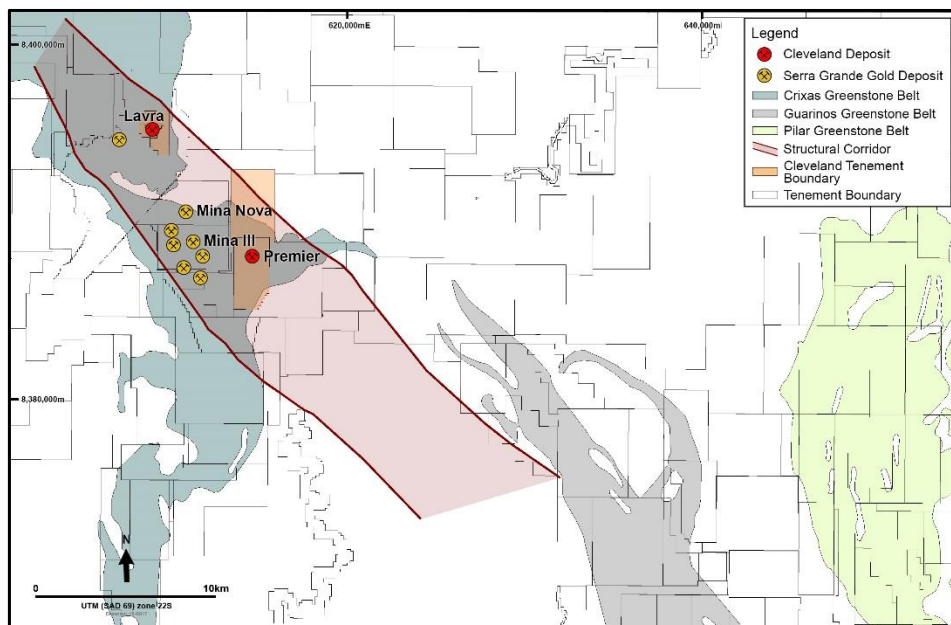 620,000mE
640,000m
8,400,000m
Legend
Cleveland Deposit
Serra Grande Gold Deposit
Crixas Greenstone Belt
Guarinos Greenstone Belt
Pilar Greenstone Belt
Structural Corridor
Cleveland Tenement
Boundary
Tenement Boundary
Lavra
Mina Nova
Mina III
Premier
8,380,000m
N
0
10km
UTM (SAD 69) zone 22S